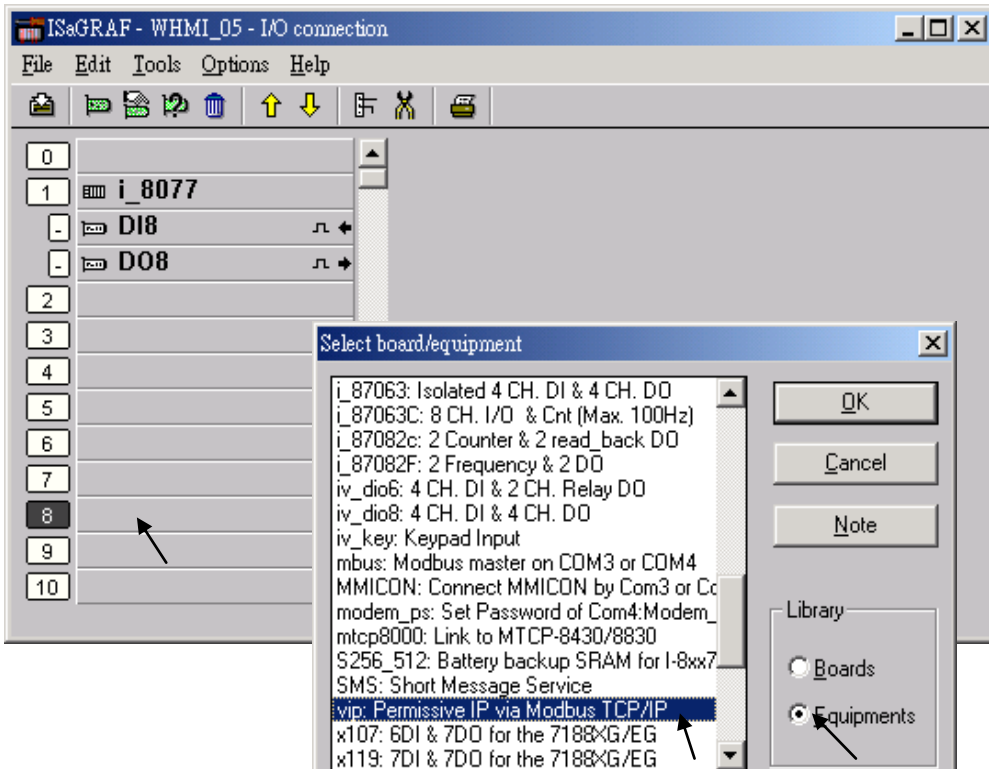 ISaGRAF - WHMI_05 - I/O connection
File Edit Tools Options Help
0
1 i_8077
- DI8
- DO8
2
3
4
5
6
7
8
9
10
Select board/equipment
i_87063: Isolated 4 CH. DI & 4 CH. DO
i_87063C: 8 CH. I/O & Cnt (Max. 100Hz)
i_87082c: 2 Counter & 2 read_back DO
i_87082F: 2 Frequency & 2 DO
iv_dio6: 4 CH. DI & 2 CH. Relay DO
iv_dio8: 4 CH. DI & 4 CH. DO
iv_key: Keypad Input
mbus: Modbus master on COM3 or COM4
MMICON: Connect MMICON by Com3 or Co
modem_ps: Set Password of Com4:Modem_
mtcp8000: Link to MTCP-8430/8830
S256_512: Battery backup SRAM for I-8xx7
SMS: Short Message Service
vip: Permissive IP via Modbus TCP/IP
x107: 6DI & 7DO for the 7188XG/EG
x119: 7DI & 7DO for the 7188XG/EG
OK
Cancel
Note
Library
Boards
Equipments